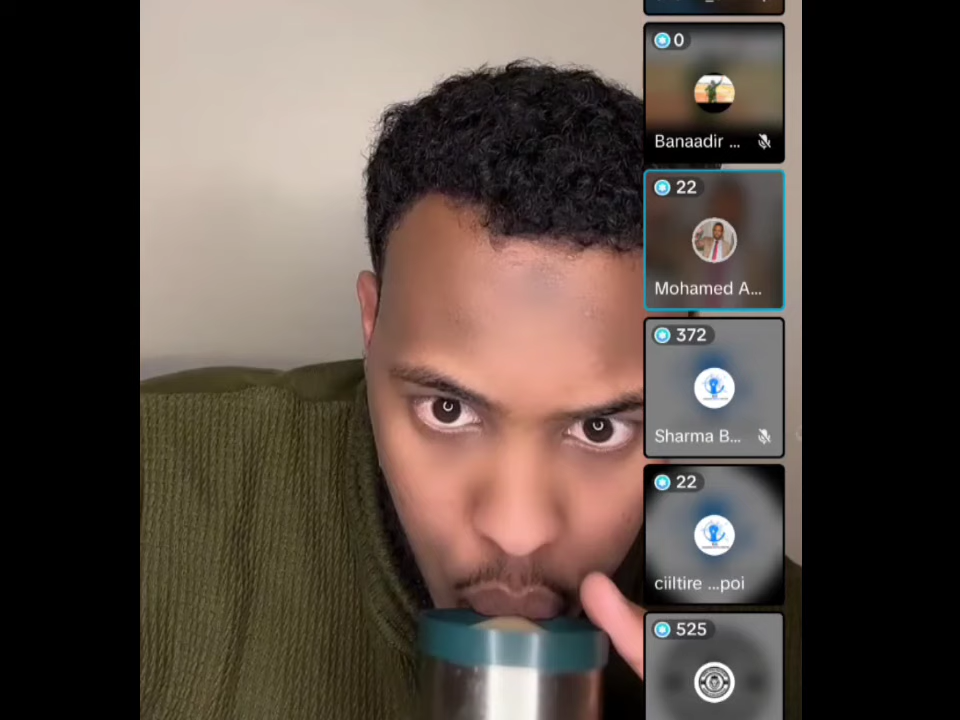 0
Banaadir ...
22
Mohamed A...
372
Sharma B...
22
ciiltire ...poi
525